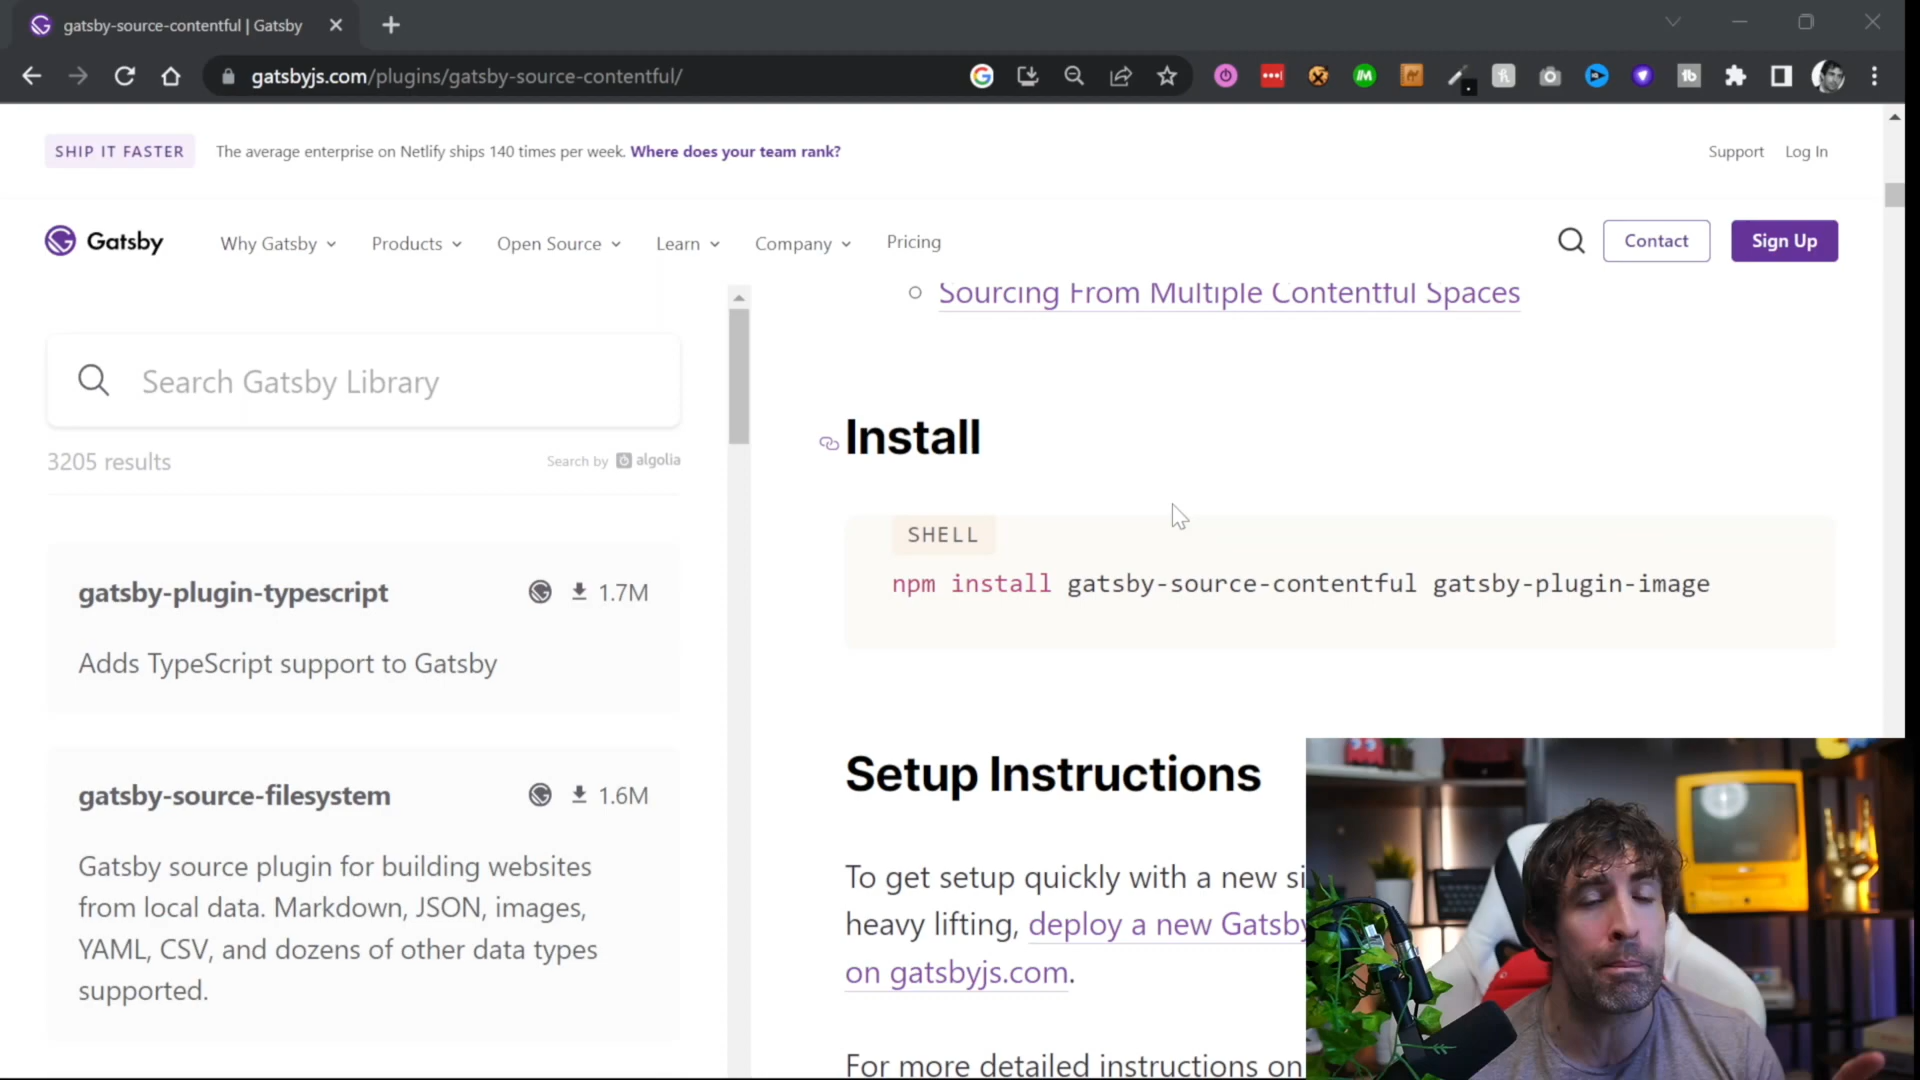 gatsby-source-contentful | Gatsby
gatsbyjs.com/plugins/gatsby-source-contentful/
SHIP IT FASTER
The average enterprise on Netlify ships 140 times per week. Where does your team rank?
Support
Log In
Gatsby
Why Gatsby
Products
Open Source
Learn
Company
Pricing
Contact
Sign Up
Search Gatsby Library
3205 results
Search by algolia
gatsby-plugin-typescript
1.7M
Adds TypeScript support to Gatsby
gatsby-source-filesystem
1.6M
Gatsby source plugin for building websites
from local data. Markdown, JSON, images,
YAML, CSV, and dozens of other data types
supported.
Sourcing From Multiple Contentful Spaces
Install
SHELL
npm install gatsby-source-contentful gatsby-plugin-image
Setup Instructions
To get setup quickly with a new si
heavy lifting, deploy a new Gatsby
on gatsbyjs.com.
For more detailed instructions on